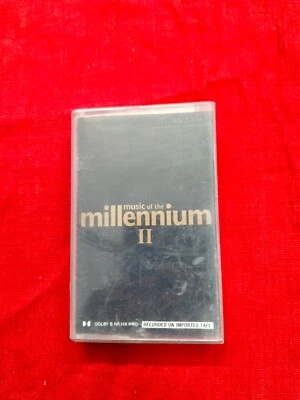 music of the
millennium
II
DOLBY B NR HX PRO
RECORDED ON IMPORTED TAPE